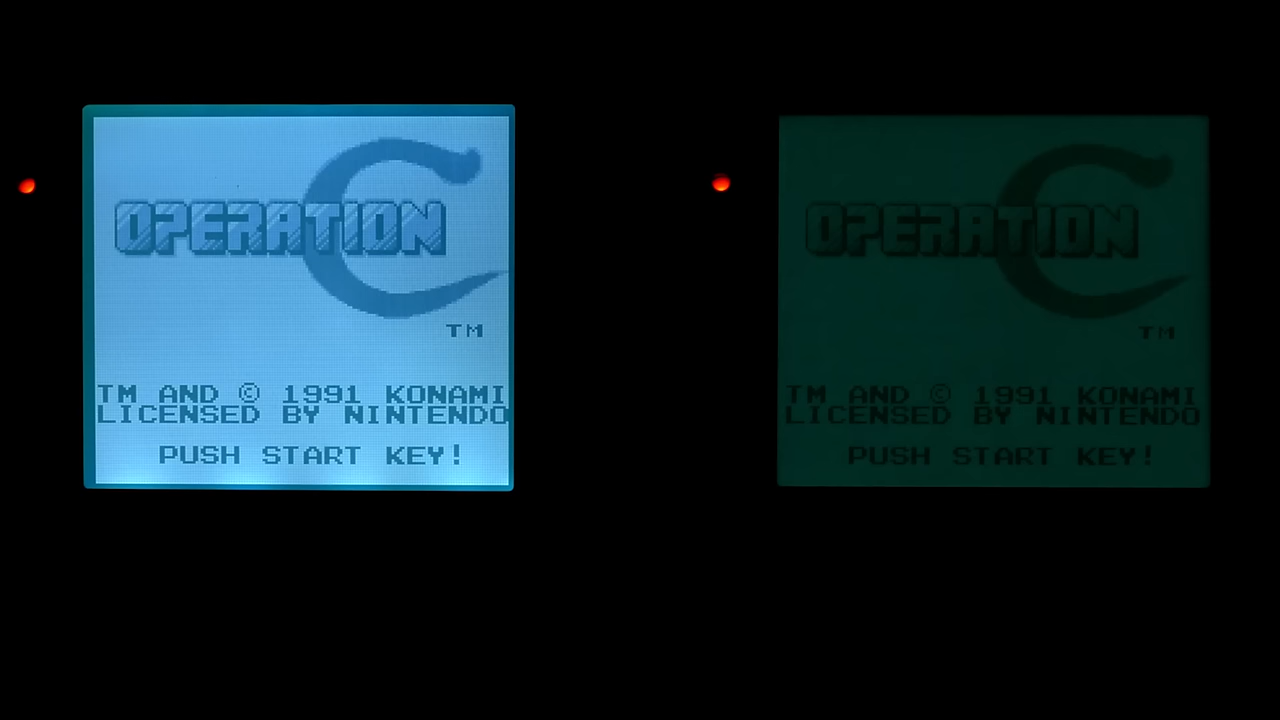 OPERATION C
TM
TM AND © 1991 KONAMI
LICENSED BY NINTENDO
PUSH START KEY!
OPERATION C
TM
TM AND © 1991 KONAMI
LICENSED BY NINTENDO
PUSH START KEY!